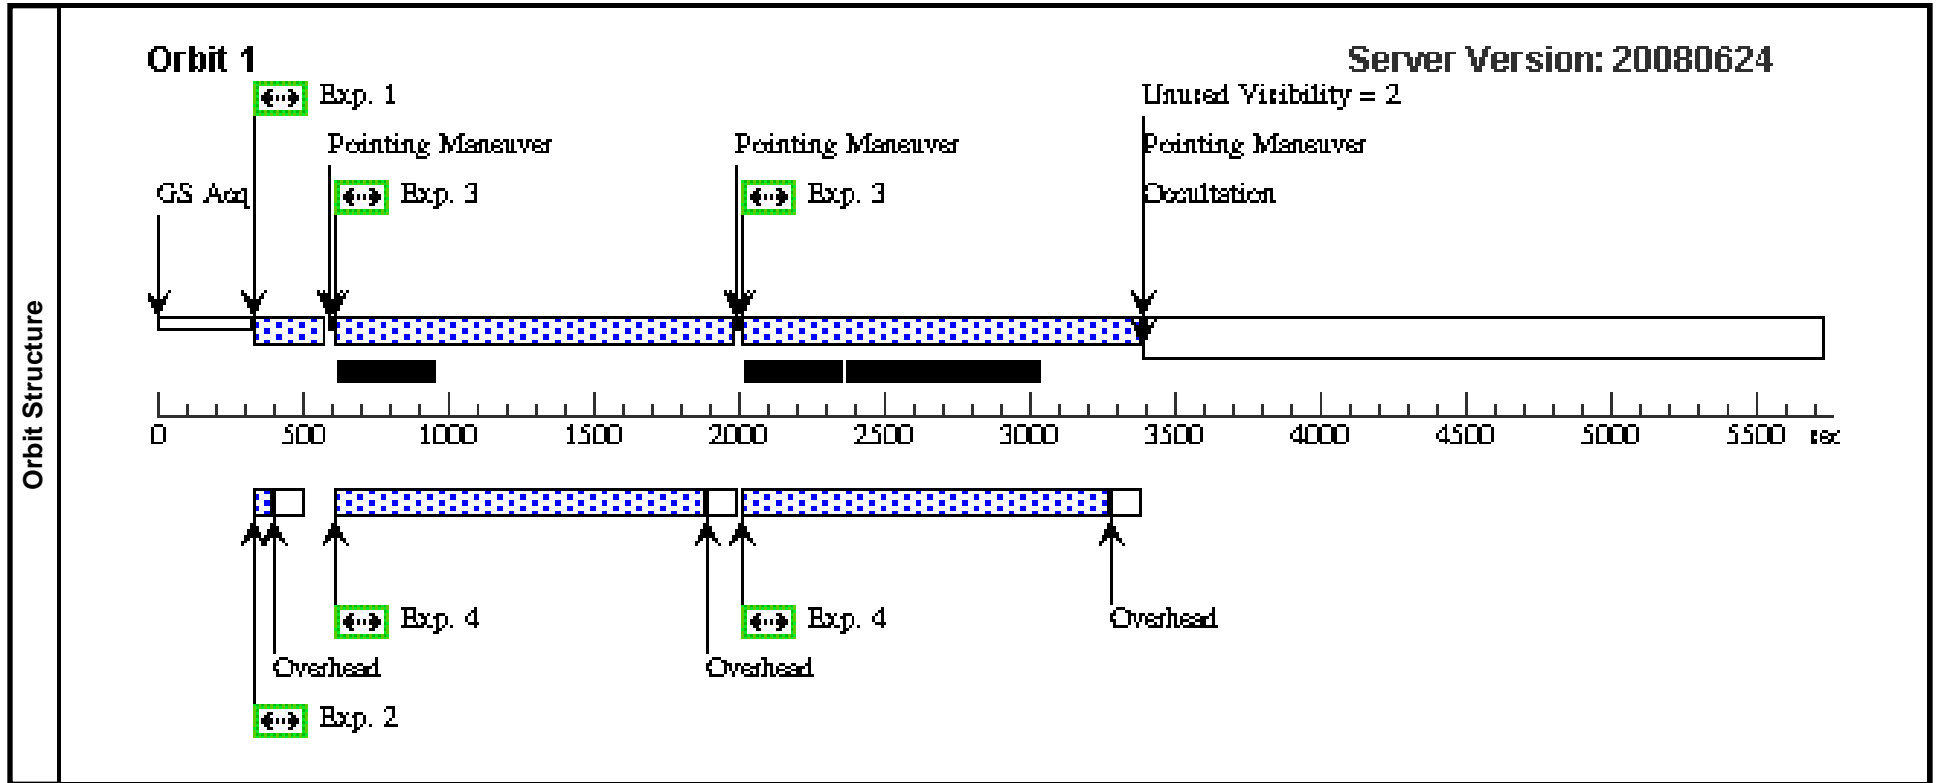 Orbit Structure
Orbit 1
Server Version: 20080624
Exp. 1
Unused Visibility = 2
Pointing Maneuver
Pointing Maneuver
Pointing Maneuver
GS Acq
Exp. 3
Exp. 3
Occultation
0 500 1000 1500 2000 2500 3000 3500 4000 4500 5000 5500 sec
Exp. 4
Exp. 4
Overhead
Overhead
Overhead
Exp. 2